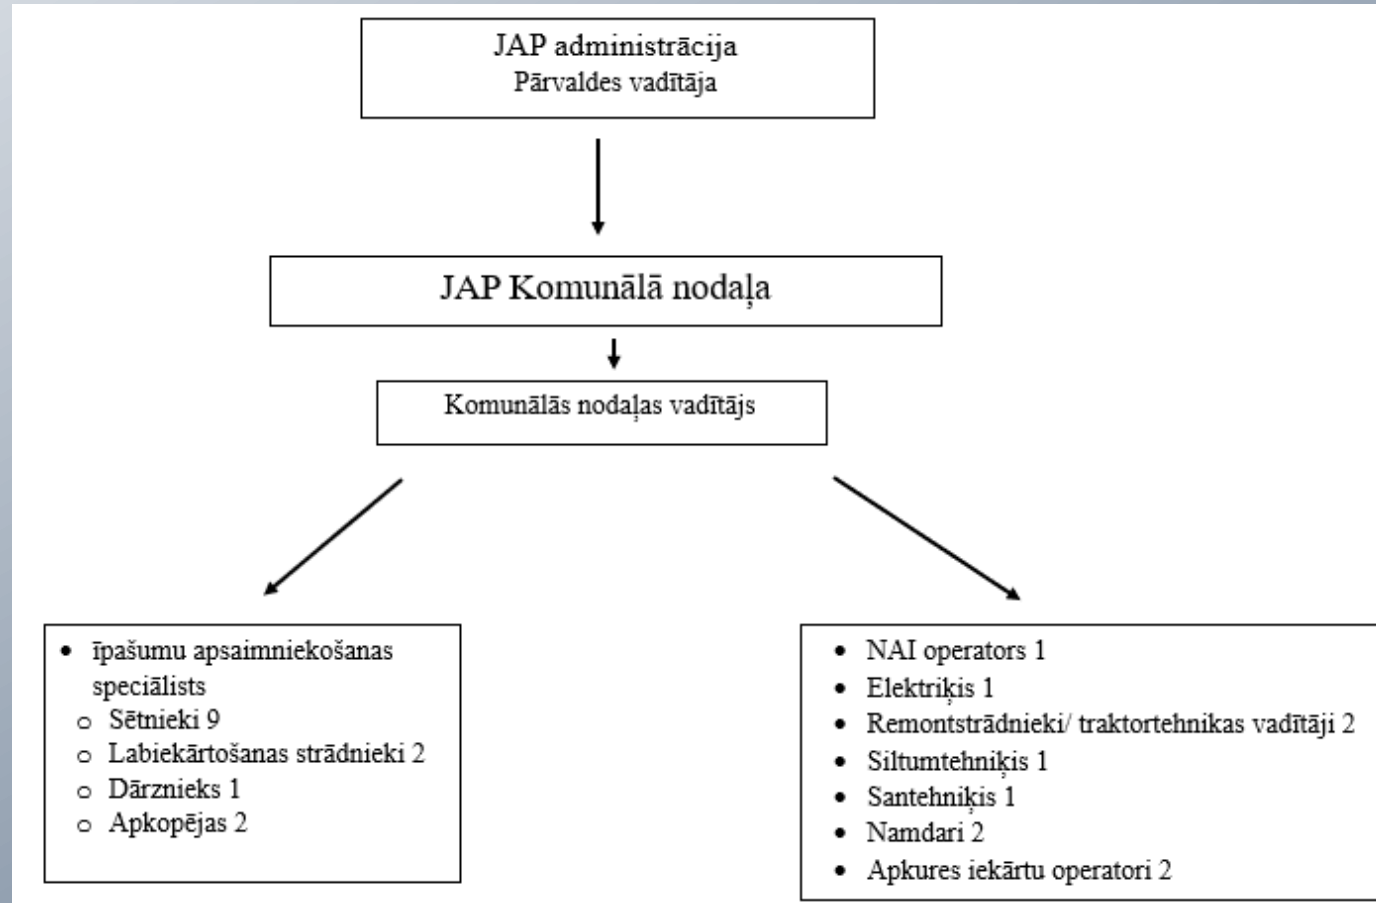 JAP administrācija
Pārvaldes vadītāja
JAP Komunālā nodaļa
Komunālās nodaļas vadītājs
• īpašumu apsaimniekošanas
speciālists
o Sētnieki 9
o Labiekārtošanas strādnieki 2
o Dārznieks 1
o Apkopējas 2
• NAI operators 1
• Elektriķis 1
• Remontstrādnieki/ traktortehnikas vadītāji 2
• Siltumtehniķis 1
• Santehniķis 1
• Namdari 2
• Apkures iekārtu operatori 2